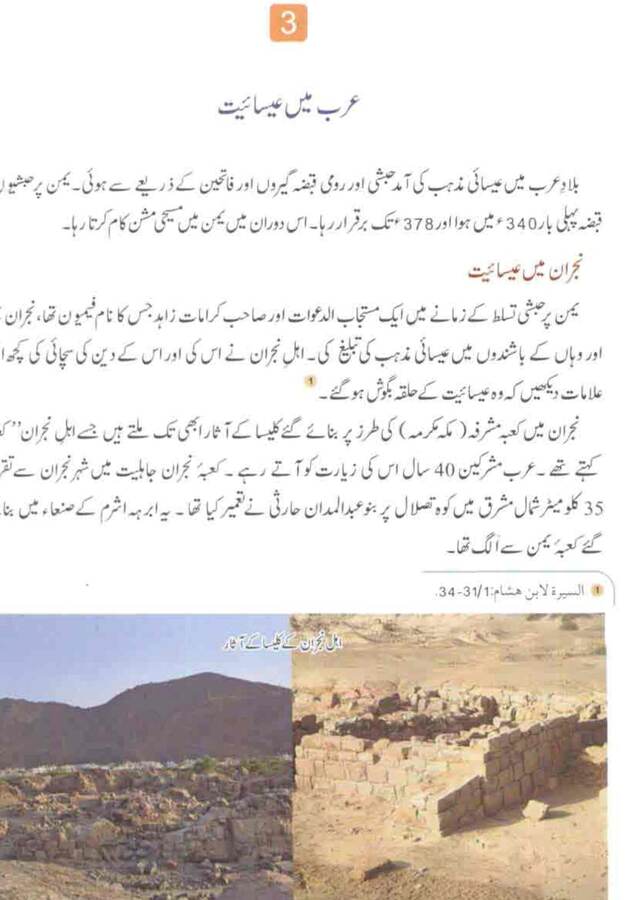 3
عرب میں عیسائیت
بلادِ عرب میں عیسائی مذہب کی آمد حبشی اور رومی قبضہ گیروں اور فاتحین کے ذریعے سے ہوئی۔ یمن پر
قبضہ پہلی بار 340ء میں ہوا اور 378ء تک برقرار رہا۔ اس دوران میں یمن میں مسیحی مشن کام کرتا رہا۔
نجران میں عیسائیت
یمن پر حبشی تسلط کے زمانے میں ایک مستجاب الدعوات اور صاحب کرامات زاہد جس کا نام فیمیون تھا، نجران
اور وہاں کے باشندوں میں عیسائی مذہب کی تبلیغ کی۔ اہلِ نجران نے اس کی اور اس کے دین کی سچائی کی کچھ
علامات دیکھیں کہ وہ عیسائیت کے حلقہ بگوش ہو گئے۔ 1
نجران میں کعبہ مشرفہ (مکہ مکرمہ) کی طرز پر بنائے گئے کلیسا کے آثار ابھی تک ملتے ہیں جسے اہلِ نجران ”
کہتے تھے۔ عرب مشرکین 40 سال اس کی زیارت کو آتے رہے۔ کعبۂ نجران جاہلیت میں شہر نجران سے
35 کلومیٹر شمال مشرق میں کوہ تصلال پر بنو عبدالمدان حارثی نے تعمیر کیا تھا۔ یہ ابرہہ اشرم کے صنعاء میں
گئے کعبۂ یمن سے الگ تھا۔
1 السيرة لابن هشام:1/31-34.
اہل نجران کے کلیسا کے آثار